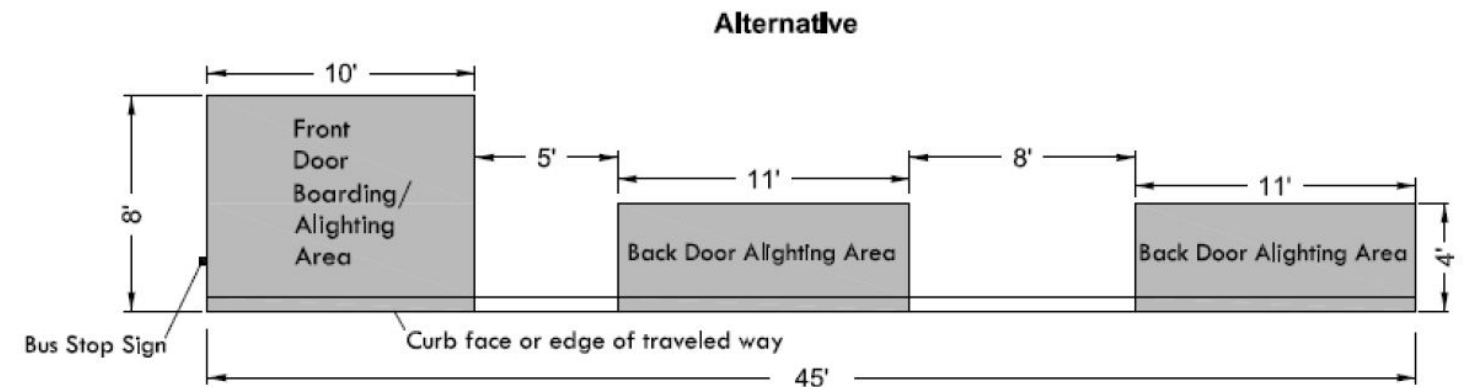 Alternative
10'
Front
Door
Boarding/
Alighting
Area
8'
5'
11'
8'
11'
Back Door Alighting Area
Back Door Alighting Area
4'
Bus Stop Sign
Curb face or edge of traveled way
45'